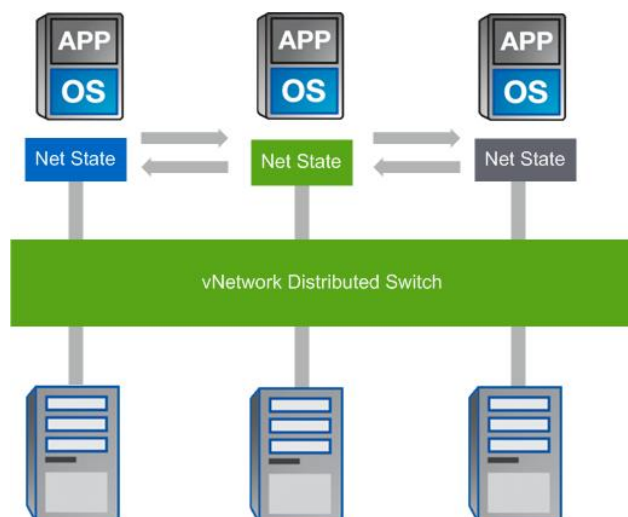 APP
OS
APP
OS
APP
OS
Net State
Net State
Net State
vNetwork Distributed Switch